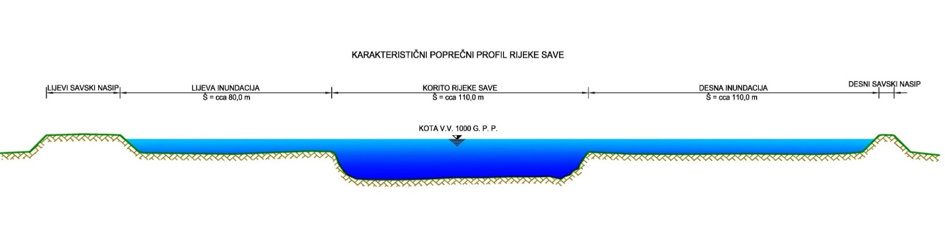 KARAKTERISTIČNI POPREČNI PROFIL RIJEKE SAVE
LIJEVI SAVSKI NASIP
LIJEVA INUNDACIJA
Š = cca 80,0 m
KORITO RIJEKE SAVE
Š = cca 110,0 m
DESNA INUNDACIJA
Š = cca 110,0 m
DESNI SAVSKI NASIP
KOTA V.V. 1000 G. P. P.